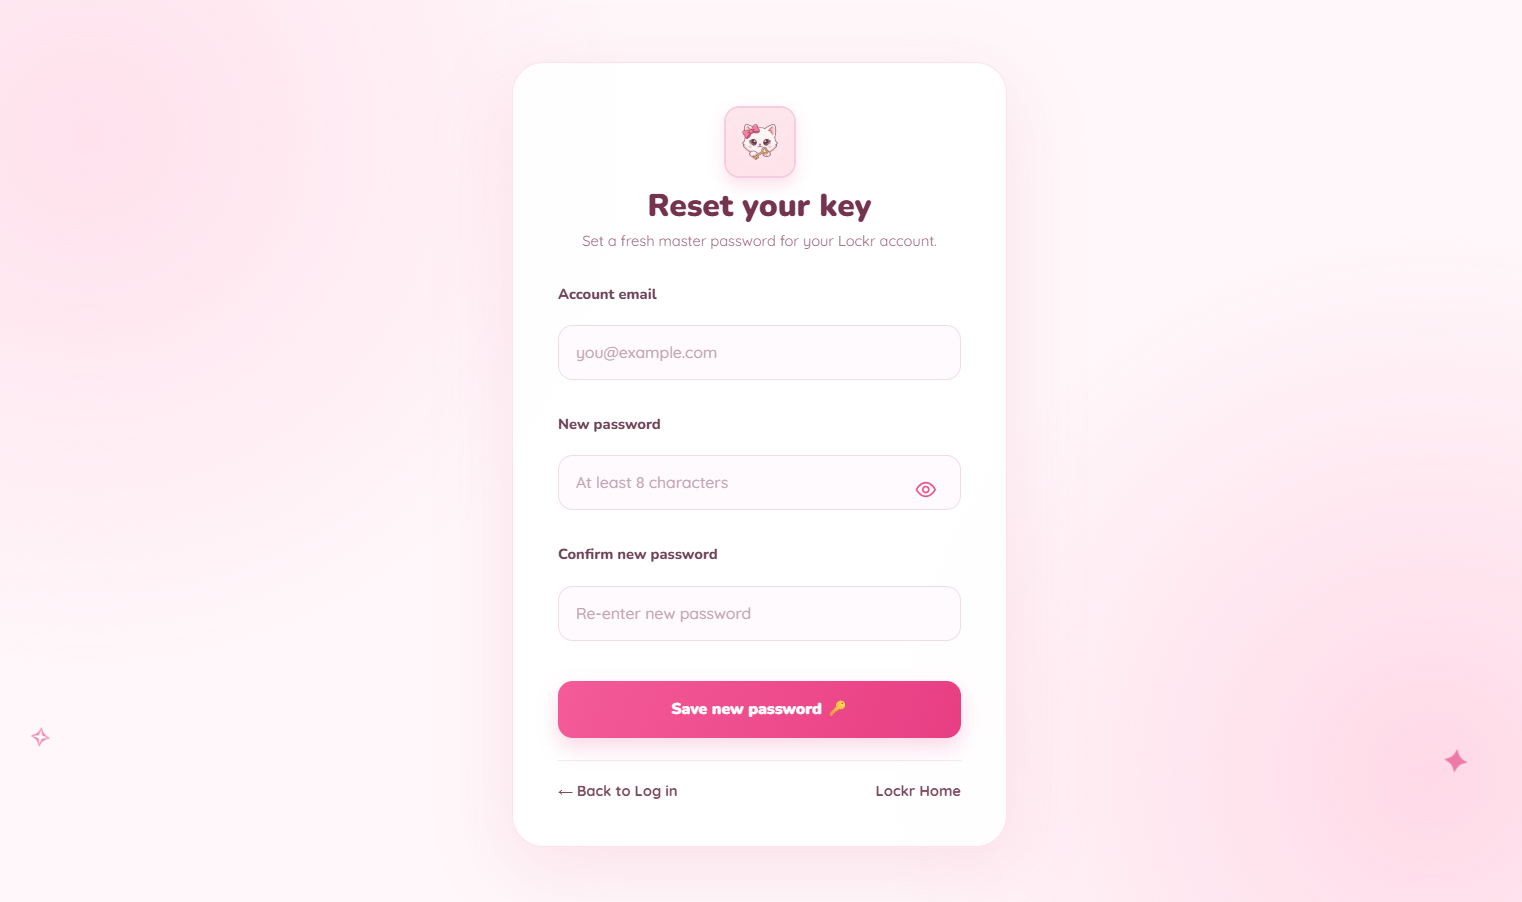 Reset your key
Set a fresh master password for your Lockr account.
Account email
you@example.com
New password
At least 8 characters
Confirm new password
Re-enter new password
Save new password 🔑
← Back to Log in
Lockr Home